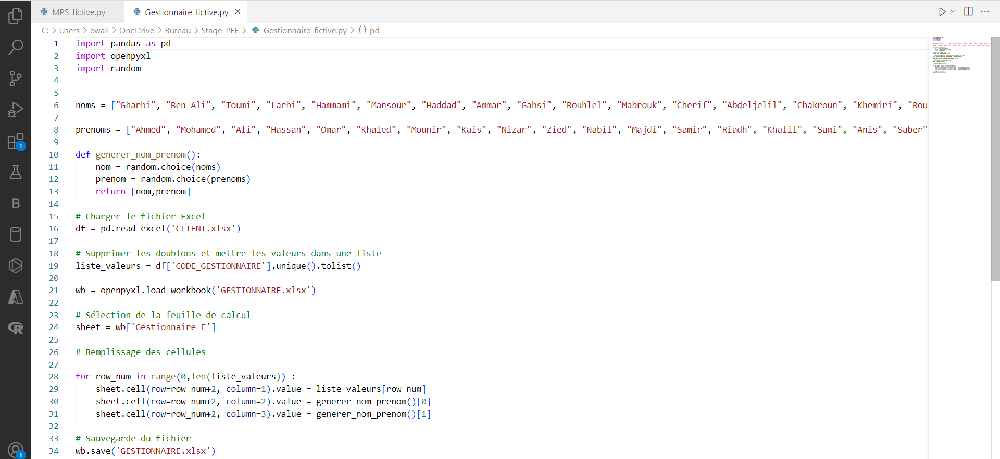 MPS_fictive.py Gestionnaire_fictive.py
C: > Users > ewali > OneDrive > Bureau > Stage_PFE > Gestionnaire_fictive.py > {} pd
1 import pandas as pd
2 import openpyxl
3 import random
4
5
6 noms = ["Gharbi", "Ben Ali", "Toumi", "Larbi", "Hammami", "Mansour", "Haddad", "Ammar", "Gabsi", "Bouhlel", "Mabrouk", "Cherif", "Abdeljelil", "Chakroun", "Khemiri", "Bou
7
8 prenoms = ["Ahmed", "Mohamed", "Ali", "Hassan", "Omar", "Khaled", "Mounir", "Kais", "Nizar", "Zied", "Nabil", "Majdi", "Samir", "Riadh", "Khalil", "Sami", "Anis", "Saber"
9
10 def generer_nom_prenom():
11     nom = random.choice(noms)
12     prenom = random.choice(prenoms)
13     return [nom,prenom]
14
15 # Charger le fichier Excel
16 df = pd.read_excel('CLIENT.xlsx')
17
18 # Supprimer les doublons et mettre les valeurs dans une liste
19 liste_valeurs = df['CODE_GESTIONNAIRE'].unique().tolist()
20
21 wb = openpyxl.load_workbook('GESTIONNAIRE.xlsx')
22
23 # Sélection de la feuille de calcul
24 sheet = wb['Gestionnaire_F']
25
26 # Remplissage des cellules
27
28 for row_num in range(0,len(liste_valeurs)) :
29     sheet.cell(row=row_num+2, column=1).value = liste_valeurs[row_num]
30     sheet.cell(row=row_num+2, column=2).value = generer_nom_prenom()[0]
31     sheet.cell(row=row_num+2, column=3).value = generer_nom_prenom()[1]
32
33 # Sauvegarde du fichier
34 wb.save('GESTIONNAIRE.xlsx')
1
B
R
1